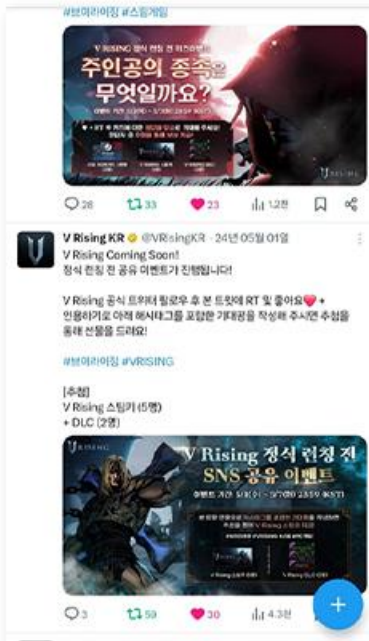 #브이라이징 #스팀게임
V RISING 정식 런칭 전 퀴즈이벤트
주인공의 종족은
무엇일까요?
V RISING
28 33 23 1.2천
V Rising KR @VRisingKR · 24년 05월 01일
V Rising Coming Soon!
정식 런칭 전 공유 이벤트가 진행됩니다!
V Rising 공식 트위터 팔로우 후 본 트윗에 RT 및 좋아요❤️ +
인용하기로 아래 해시태그를 포함한 기대평을 작성해 주시면 추첨을
통해 선물을 드려요!
#브이라이징 #VRISING
[추첨]
V Rising 스팀키 (5명)
+ DLC (2명)
V RISING
V Rising 정식 런칭 전
SNS 공유 이벤트
3 59 30 4.3천